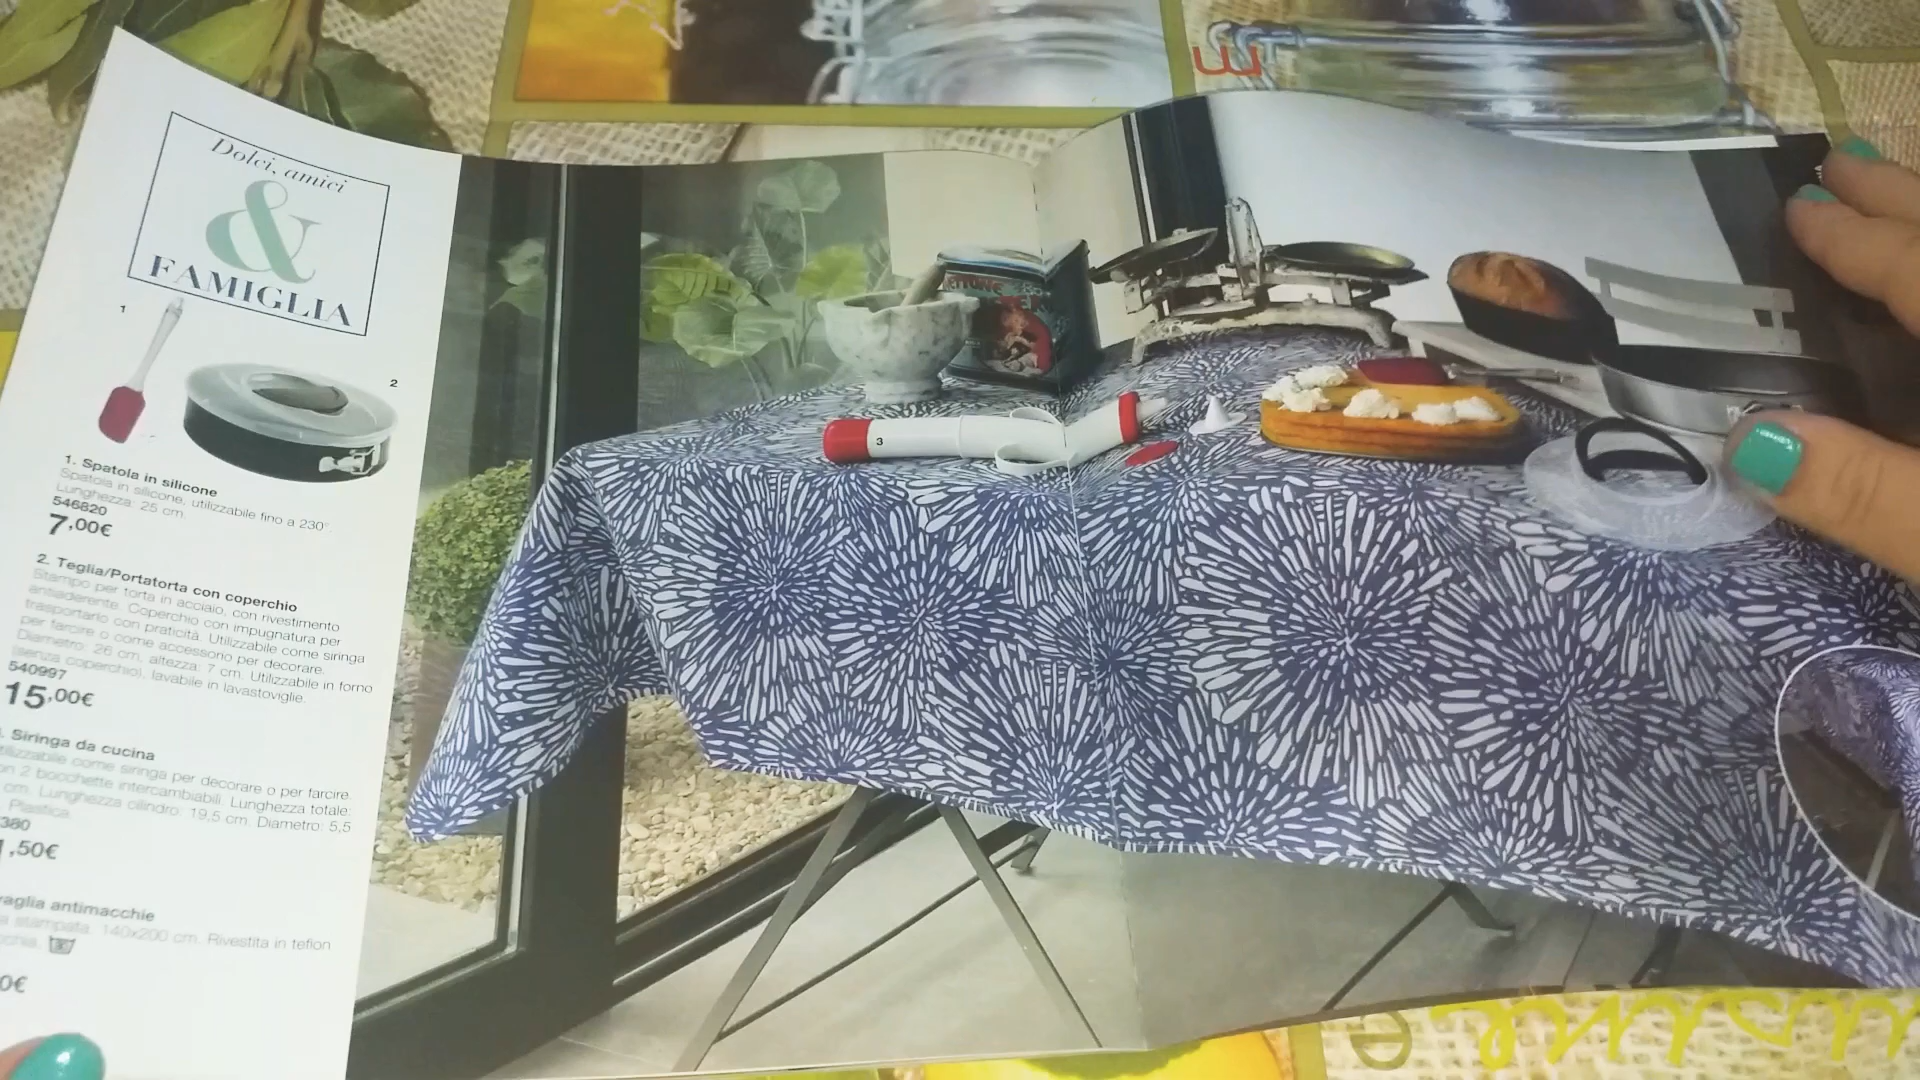 Dolci, amici
&
FAMIGLIA
1
2
1. Spatola in silicone
Spatola in silicone, utilizzabile fino a 230°.
Lunghezza: 25 cm.
546820
7,00€
2. Teglia/Portatorta con coperchio
Stampo per torta in acciaio, con rivestimento
antiaderente. Coperchio con impugnatura per
trasportarlo con praticità. Utilizzabile come siringa
per farcire o come accessorio per decorare.
Diametro: 26 cm, altezza: 7 cm. Utilizzabile in forno
(senza coperchio), lavabile in lavastoviglie.
540997
15,00€
. Siringa da cucina
tilizzabile come siringa per decorare o per farcire.
on 2 bocchette intercambiabili. Lunghezza totale:
cm. Lunghezza cilindro: 19,5 cm. Diametro: 5,5
Plastica.
380
,50€
vaglia antimacchie
a stampata. 140x200 cm. Rivestita in teflon
cchia.
0€
3